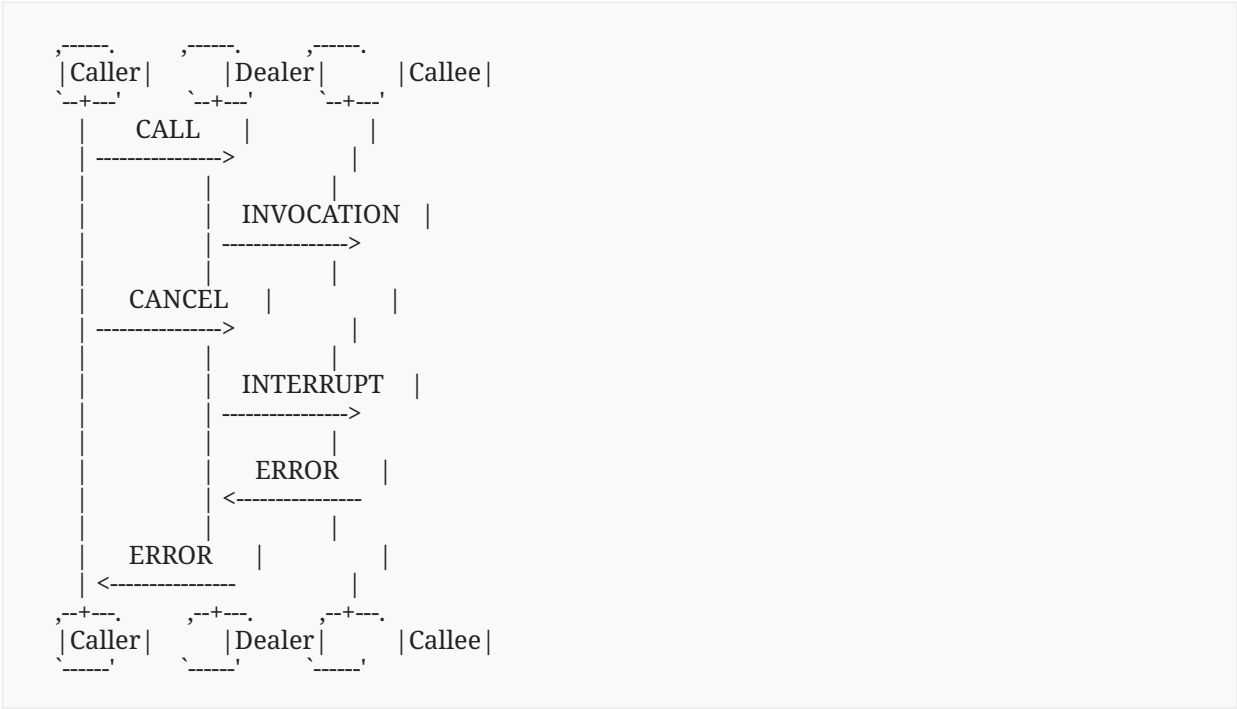 ,------.          ,------.          ,------.
|Caller|          |Dealer|          |Callee|
`--+---'          `--+---'          `--+---'
|       CALL       |                  |
| ---------------->                  |
|                  |                  |
|                  |    INVOCATION    |
|                  | ---------------->
|                  |                  |
|      CANCEL      |                  |
| ---------------->                  |
|                  |                  |
|                  |    INTERRUPT     |
|                  | ---------------->
|                  |                  |
|                  |      ERROR       |
|                  | <----------------
|                  |                  |
|      ERROR       |                  |
| <----------------                  |
,--+---.          ,--+---.          ,--+---.
|Caller|          |Dealer|          |Callee|
`------'          `------'          `------'